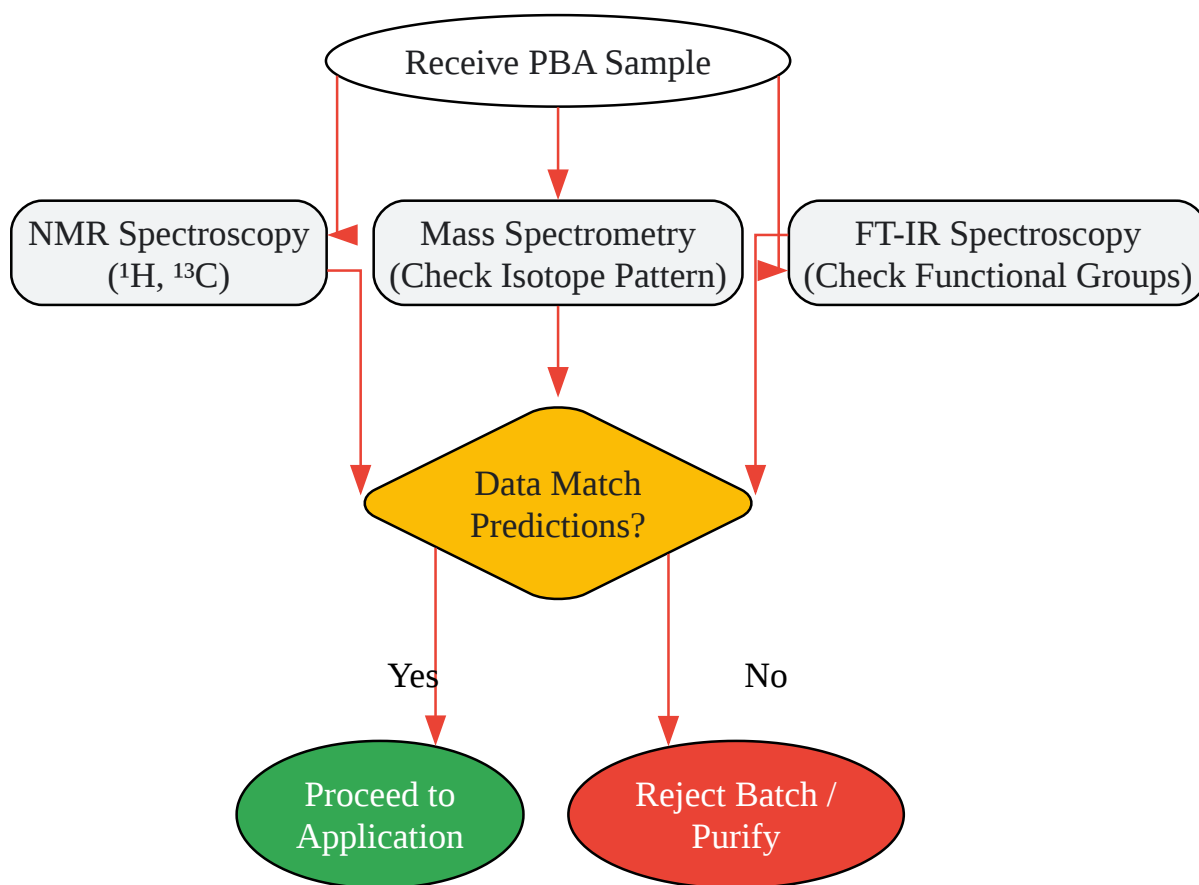 Receive PBA Sample
NMR Spectroscopy
(¹H, ¹³C)
Mass Spectrometry
(Check Isotope Pattern)
FT-IR Spectroscopy
(Check Functional Groups)
Data Match
Predictions?
Yes
No
Proceed to
Application
Reject Batch /
Purify